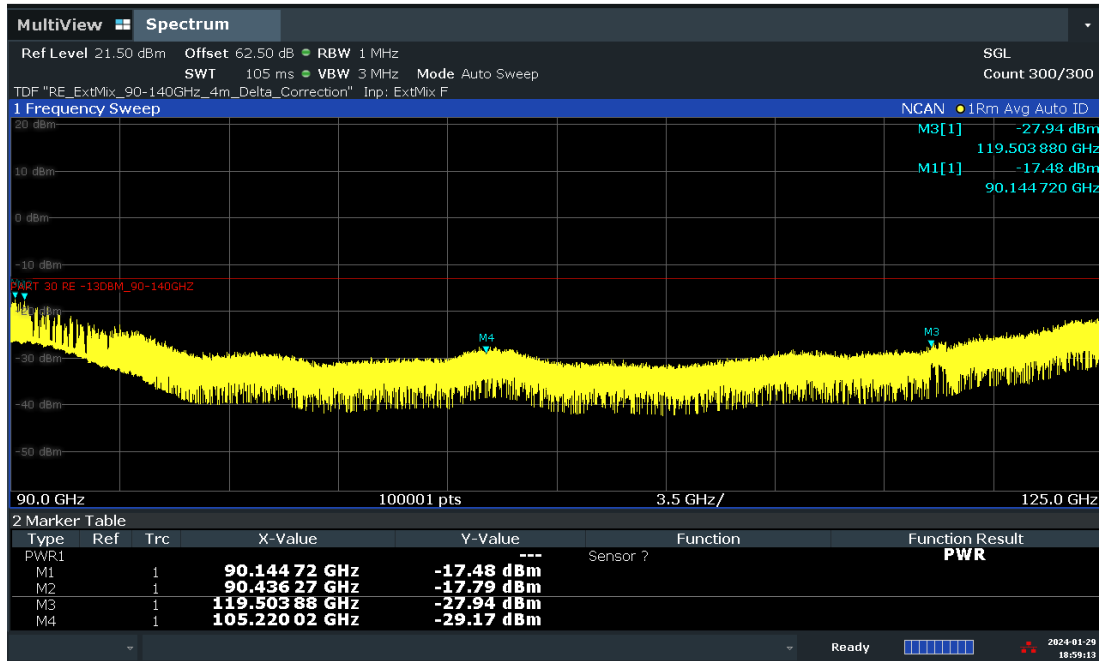 MultiView Spectrum
Ref Level 21.50 dBm Offset 62.50 dB RBW 1 MHz SGL
SWT 105 ms VBW 3 MHz Mode Auto Sweep Count 300/300
TDF "RE_ExtMix_90-140GHz_4m_Delta_Correction" Inp: ExtMix F
1 Frequency Sweep NCAN 1Rm Avg Auto ID
20 dBm
M3[1] -27.94 dBm
119.503 880 GHz
10 dBm
M1[1] -17.48 dBm
90.144 720 GHz
0 dBm
-10 dBm
PART 30 RE -13DBM_90-140GHZ
-20 dBm
M4
M3
-30 dBm
-40 dBm
-50 dBm
90.0 GHz 100001 pts 3.5 GHz/ 125.0 GHz
2 Marker Table
Type Ref Trc X-Value Y-Value Function Function Result
PWR1 --- Sensor ? PWR
M1 1 90.144 72 GHz -17.48 dBm
M2 1 90.436 27 GHz -17.79 dBm
M3 1 119.503 88 GHz -27.94 dBm
M4 1 105.220 02 GHz -29.17 dBm
Ready 2024-01-29
18:59:13